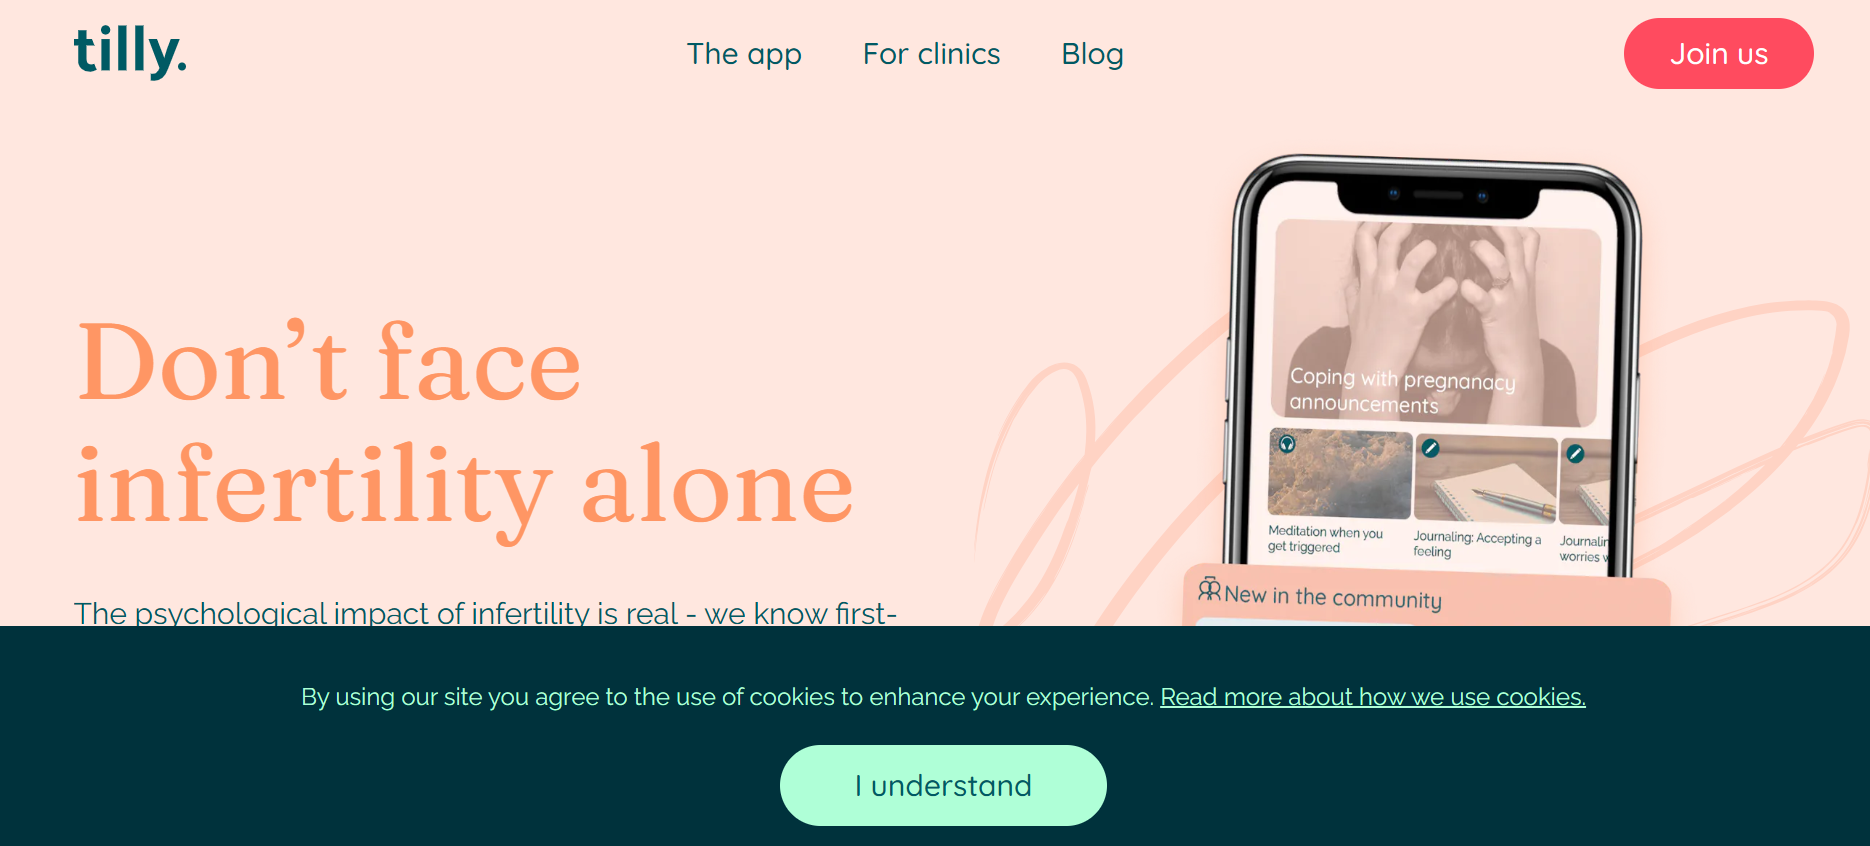 tilly.
The app
For clinics
Blog
Join us
Don’t face
infertility alone
The psychological impact of infertility is real - we know first-
Coping with pregnanacy
announcements
Meditation when you
get triggered
Journaling: Accepting a
feeling
worries
New in the community
By using our site you agree to the use of cookies to enhance your experience. Read more about how we use cookies.
I understand